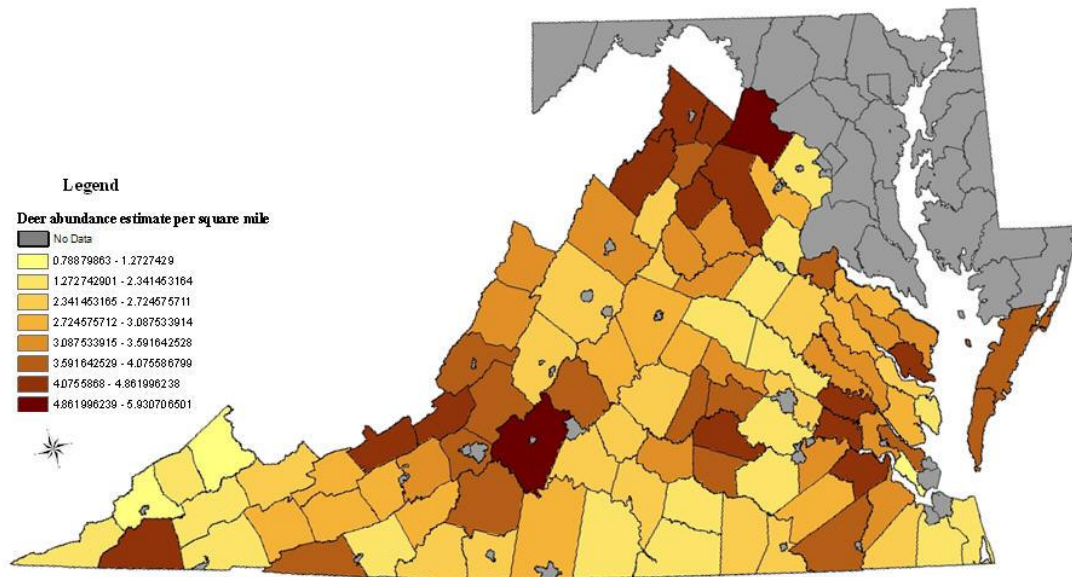 Legend
Deer abundance estimate per square mile
No Data
0.78879863 - 1.2727429
1.272742901 - 2.341453164
2.341453165 - 2.724575711
2.724575712 - 3.087533914
3.087533915 - 3.591642528
3.591642529 - 4.075586799
4.0755868 - 4.861996238
4.861996239 - 5.930706501